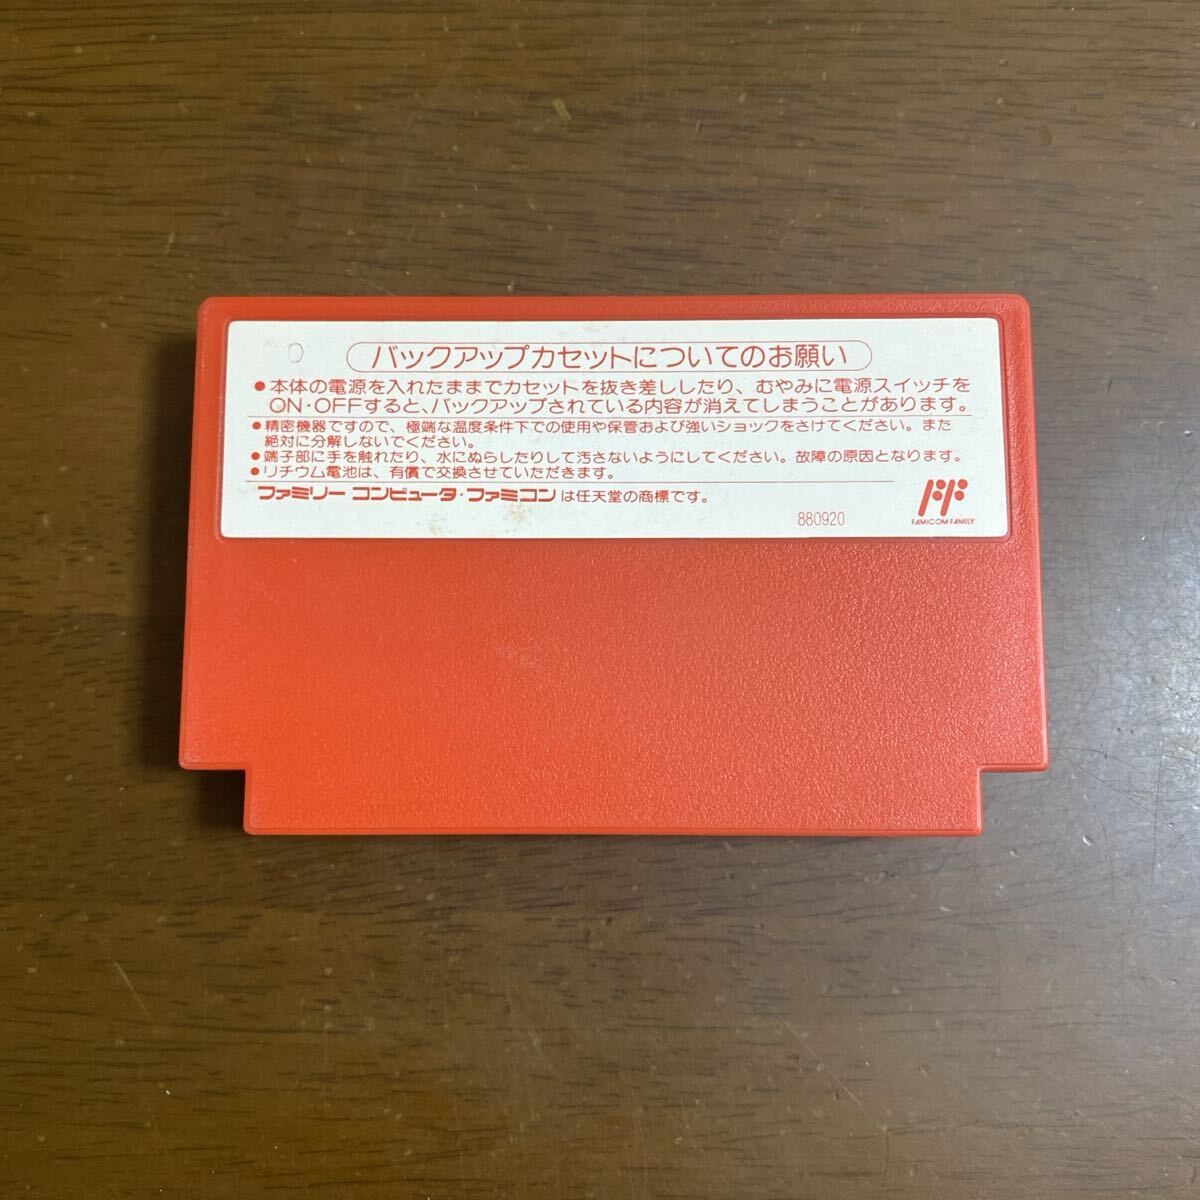 バックアップカセットについてのお願い
●本体の電源を入れたままでカセットを抜き差ししたり、むやみに電源スイッチを
ON・OFFすると、バックアップされている内容が消えてしまうことがあります。
●精密機器ですので、極端な温度条件下での使用や保管および強いショックをさけてください。また
絶対に分解しないでください。
●端子部に手を触れたり、水にぬらしたりして汚さないようにしてください。故障の原因となります。
●リチウム電池は、有償で交換させていただきます。
ファミリーコンピュータ・ファミコンは任天堂の商標です。
880920
FAMICOM FAMILY